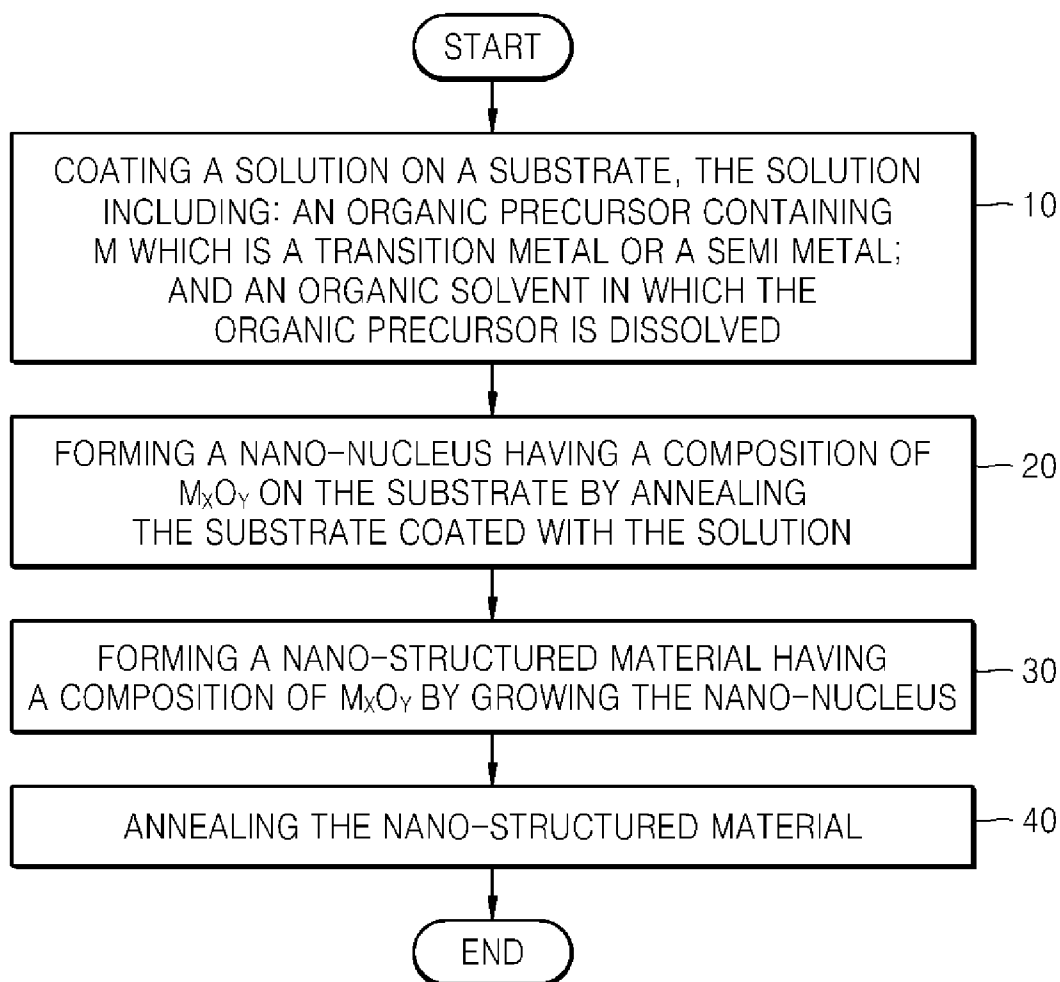 START
COATING A SOLUTION ON A SUBSTRATE, THE SOLUTION
INCLUDING: AN ORGANIC PRECURSOR CONTAINING
M WHICH IS A TRANSITION METAL OR A SEMI METAL;
AND AN ORGANIC SOLVENT IN WHICH THE
ORGANIC PRECURSOR IS DISSOLVED
10
FORMING A NANO-NUCLEUS HAVING A COMPOSITION OF
MXOY ON THE SUBSTRATE BY ANNEALING
THE SUBSTRATE COATED WITH THE SOLUTION
20
FORMING A NANO-STRUCTURED MATERIAL HAVING
A COMPOSITION OF MXOY BY GROWING THE NANO-NUCLEUS
30
ANNEALING THE NANO-STRUCTURED MATERIAL
40
END